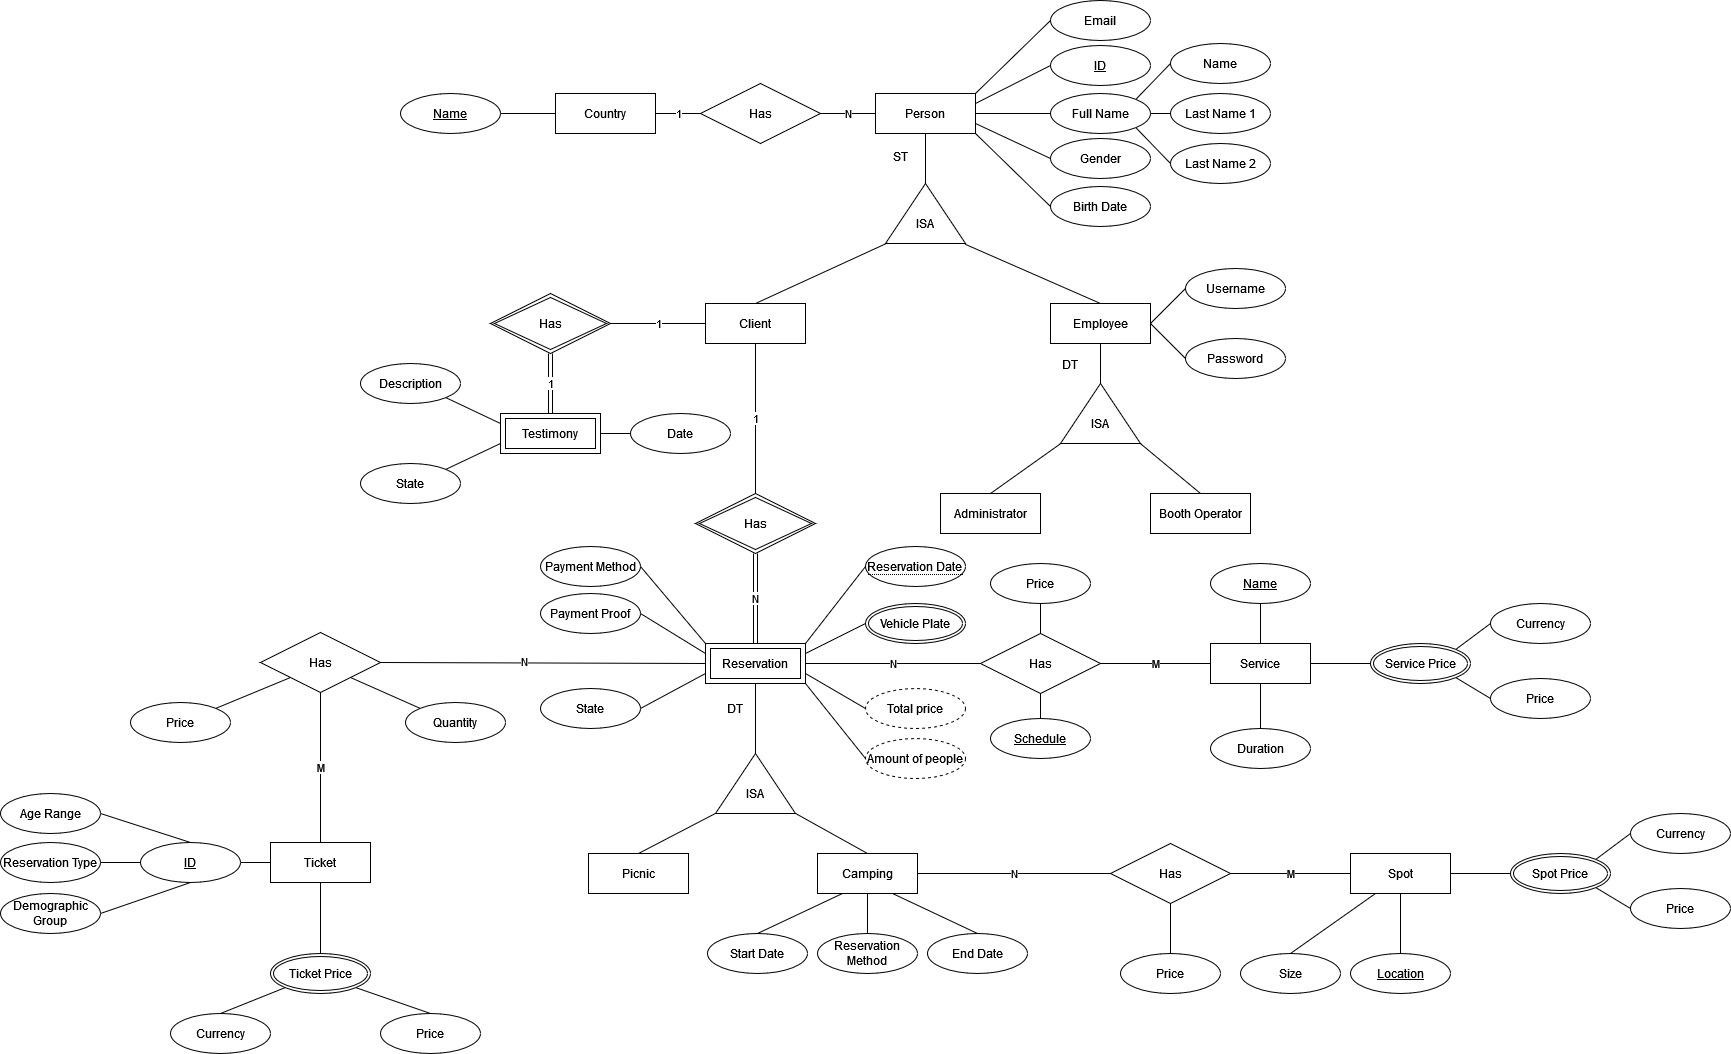 Email
ID
Name
Name
Country
1
Has
N
Person
Full Name
Last Name 1
ST
Gender
Last Name 2
Birth Date
ISA
Username
Has
1
Client
Employee
DT
Password
Description
1
1
ISA
Testimony
Date
State
Administrator
Booth Operator
Has
Payment Method
Reservation Date
Price
Name
N
Payment Proof
Vehicle Plate
Currency
Has
N
Reservation
N
Has
M
Service
Service Price
Price
State
DT
Total price
Price
Quantity
Schedule
Duration
Amount of people
M
ISA
Age Range
Currency
Reservation Type
ID
Ticket
Picnic
Camping
N
Has
M
Spot
Spot Price
Demographic
Group
Price
Start Date
Reservation
Method
End Date
Ticket Price
Price
Size
Location
Currency
Price